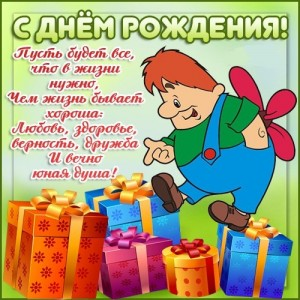 С ДНЁМ РОЖДЕНИЯ!
Пусть будет все,
что в жизни
нужно,
Чем жизнь бывает
хороша:
Любовь, здоровье,
верность, дружба
И вечно
юная душа!